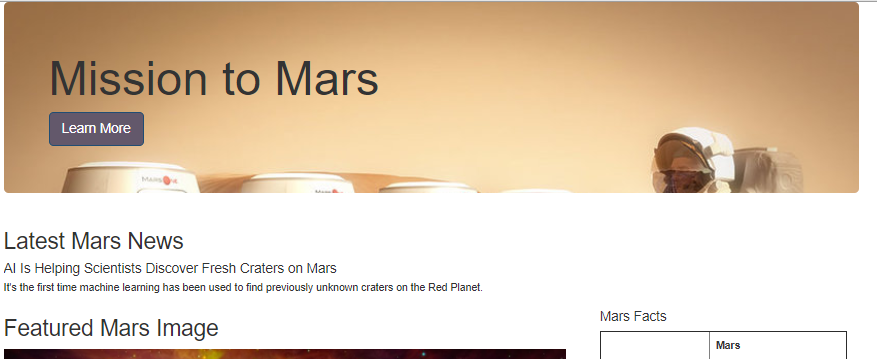 Mission to Mars
Learn More
MARS ONE
Latest Mars News
AI Is Helping Scientists Discover Fresh Craters on Mars
It's the first time machine learning has been used to find previously unknown craters on the Red Planet.
Featured Mars Image
Mars Facts
Mars